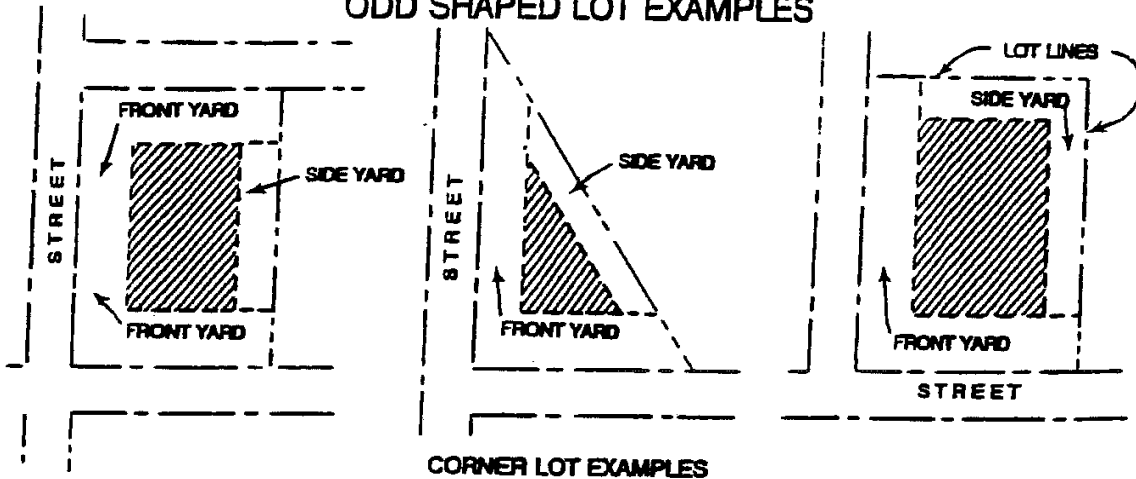 ODD SHAPED LOT EXAMPLES
FRONT YARD
SIDE YARD
STREET
FRONT YARD
SIDE YARD
STREET
FRONT YARD
LOT LINES
SIDE YARD
FRONT YARD
STREET
CORNER LOT EXAMPLES